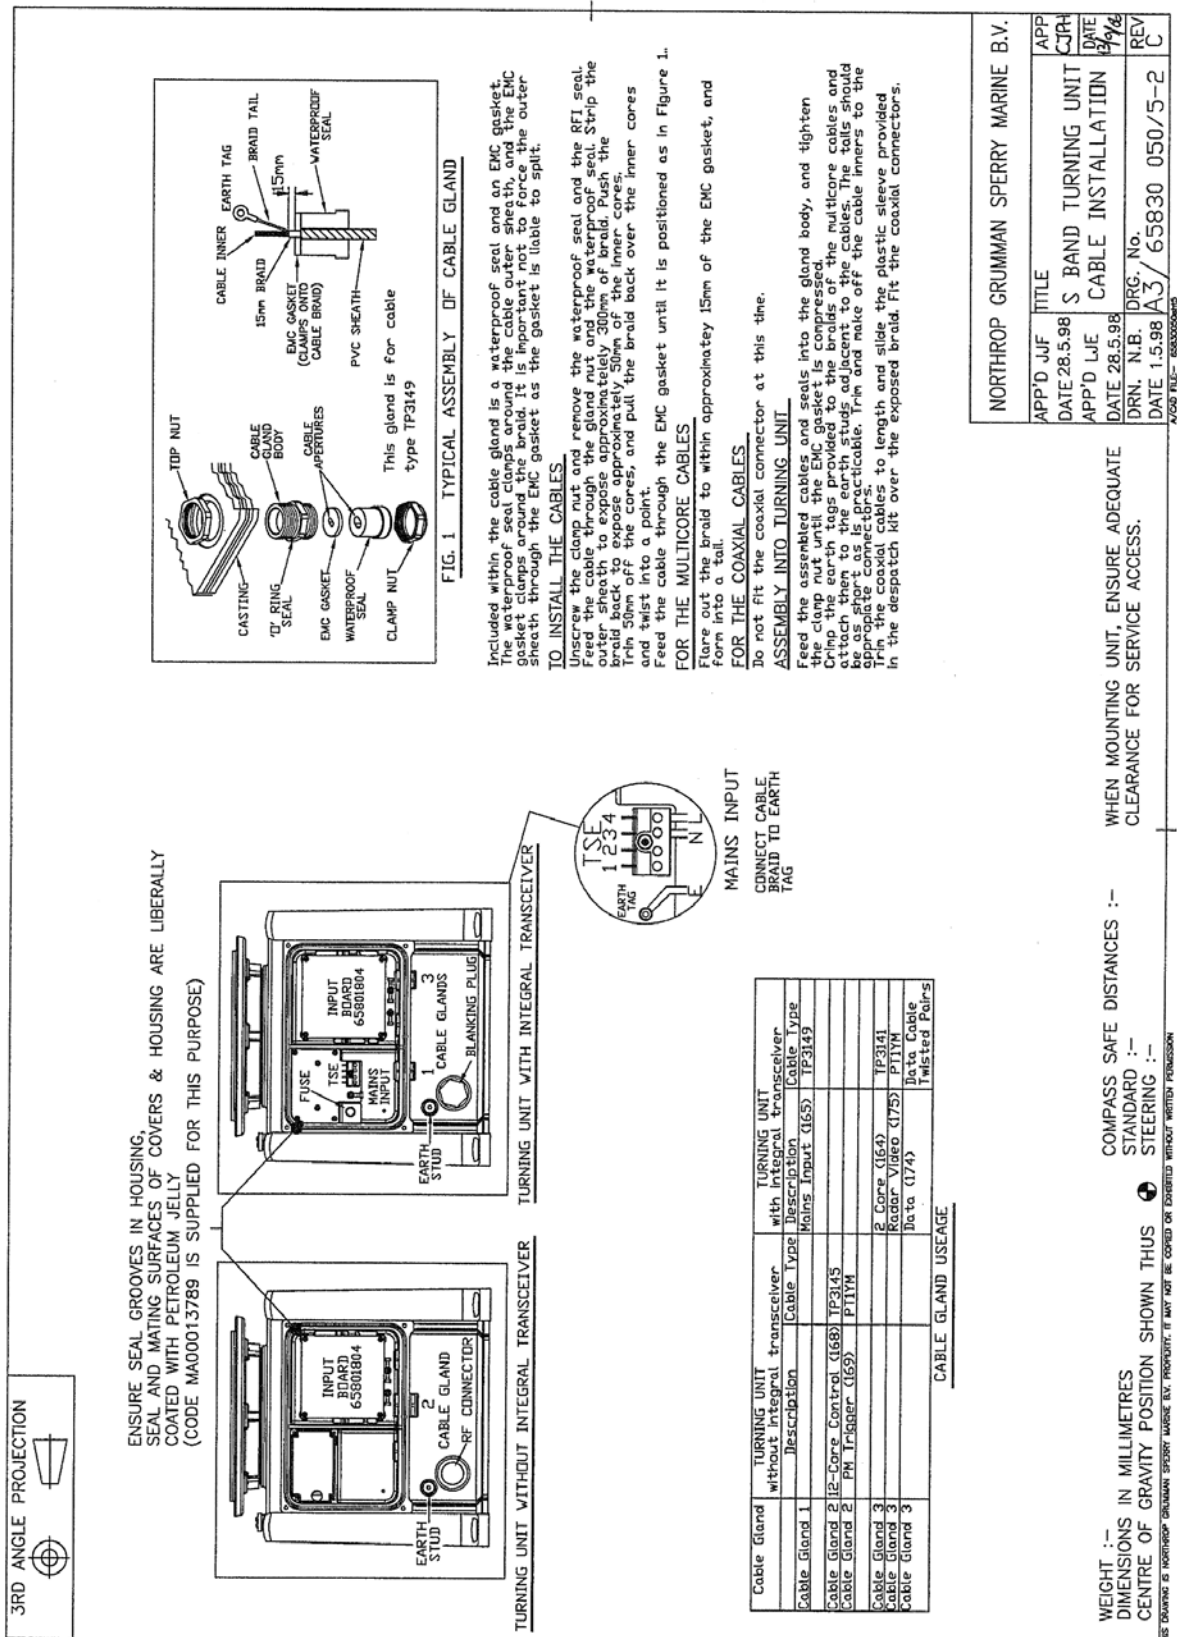 3RD ANGLE PROJECTION
ENSURE SEAL GROOVES IN HOUSING,
SEAL AND MATING SURFACES OF COVERS & HOUSING ARE LIBERALLY
COATED WITH PETROLEUM JELLY
(CODE MA00013789 IS SUPPLIED FOR THIS PURPOSE)
INPUT
BOARD
65801804
2
CABLE GLAND
RF CONNECTOR
EARTH
STUD
TURNING UNIT WITHOUT INTEGRAL TRANSCEIVER
FUSE
TSE
MAINS
INPUT
INPUT
BOARD
65801804
1
3
CABLE GLANDS
BLANKING PLUG
EARTH
STUD
TURNING UNIT WITH INTEGRAL TRANSCEIVER
TSE
1 2 3 4
EARTH
TAG
E
N L
MAINS INPUT
CONNECT CABLE
BRAID TO EARTH
TAG
TOP NUT
CASTING
CABLE
GLAND
BODY
'O' RING
SEAL
CABLE
APERTURES
EMC GASKET
WATERPROOF
SEAL
CLAMP NUT
This gland is for cable
type TP3149
CABLE INNER
EARTH TAG
BRAID TAIL
15mm BRAID
15mm
EMC GASKET
(CLAMPS ONTO
CABLE BRAID)
WATERPROOF
SEAL
PVC SHEATH
FIG. 1 TYPICAL ASSEMBLY OF CABLE GLAND
Included within the cable gland is a waterproof seal and an EMC gasket.
The waterproof seal clamps around the cable outer sheath, and the EMC
gasket clamps around the braid. It is important not to force the outer
sheath through the EMC gasket as the gasket is liable to split.
TO INSTALL THE CABLES
Unscrew the clamp nut and remove the waterproof seal and the RFI seal.
Feed the cable through the gland nut and the waterproof seal. Strip the
outer sheath to expose approximately 300mm of braid. Push the
braid back to expose approximately 50mm of the inner cores.
Trim 50mm off the cores, and pull the braid back over the inner cores
and twist into a point.
Feed the cable through the EMC gasket until it is positioned as in Figure 1..
FOR THE MULTICORE CABLES
Flare out the braid to within approximatey 15mm of the EMC gasket, and
form into a tail.
FOR THE COAXIAL CABLES
Do not fit the coaxial connector at this time.
ASSEMBLY INTO TURNING UNIT
Feed the assembled cables and seals into the gland body, and tighten
the clamp nut until the EMC gasket is compressed.
Crimp the earth tags provided to the braids of the multicore cables and
attach them to the earth studs adjacent to the cables. The tails should
be as short as is practicable. Trim and make off the cable inners to the
appropiate connectors.
Trim the coaxial cables to length and slide the plastic sleeve provided
in the despatch kit over the exposed braid. Fit the coaxial connectors.
Cable Gland TURNING UNIT without integral transceiver TURNING UNIT with integral transceiver
Description Cable Type Description Cable Type
Cable Gland 1 Mains Input (165) TP3149
Cable Gland 2 12-Core Control (168) TP3145
Cable Gland 2 PM Trigger (169) PT1YM
Cable Gland 3 2 Core (164) TP3141
Cable Gland 3 Radar Video (175) PT1YM
Cable Gland 3 Data (174) Data Cable Twisted Pairs
CABLE GLAND USEAGE
WEIGHT :-
DIMENSIONS IN MILLIMETRES
CENTRE OF GRAVITY POSITION SHOWN THUS
COMPASS SAFE DISTANCES :-
STANDARD :-
STEERING :-
WHEN MOUNTING UNIT, ENSURE ADEQUATE
CLEARANCE FOR SERVICE ACCESS.
NORTHROP GRUMMAN SPERRY MARINE B.V.
APP'D JJF
DATE 28.5.98
APP'D LJE
DATE 28.5.98
DRN. N.B.
DATE 1.5.98
TITLE
S BAND TURNING UNIT
CABLE INSTALLATION
APP
CJPH
DATE
DRG. No.
A3/ 65830 050/5-2
REV
C
THIS DRAWING IS NORTHROP GRUMMAN SPERRY MARINE B.V. PROPERTY. IT MAY NOT BE COPIED OR EXHIBITED WITHOUT WRITTEN PERMISSION